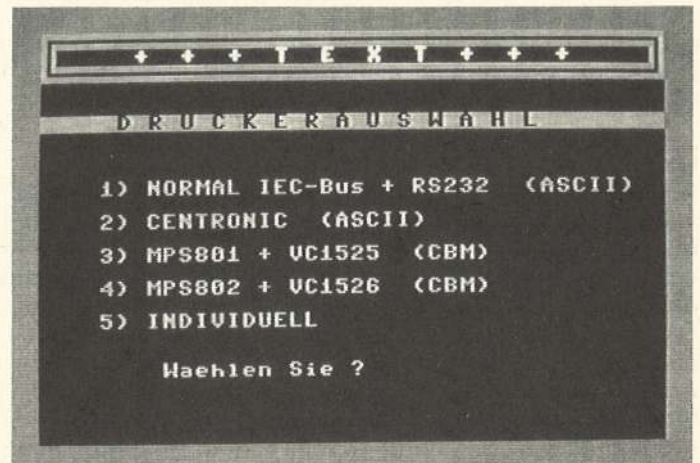 + + + T E X T + + +
D R U C K E R A U S W A H L
1) NORMAL IEC-Bus + RS232 (ASCII)
2) CENTRONIC (ASCII)
3) MPS801 + VC1525 (CBM)
4) MPS802 + VC1526 (CBM)
5) INDIVIDUELL
Waehlen Sie ?